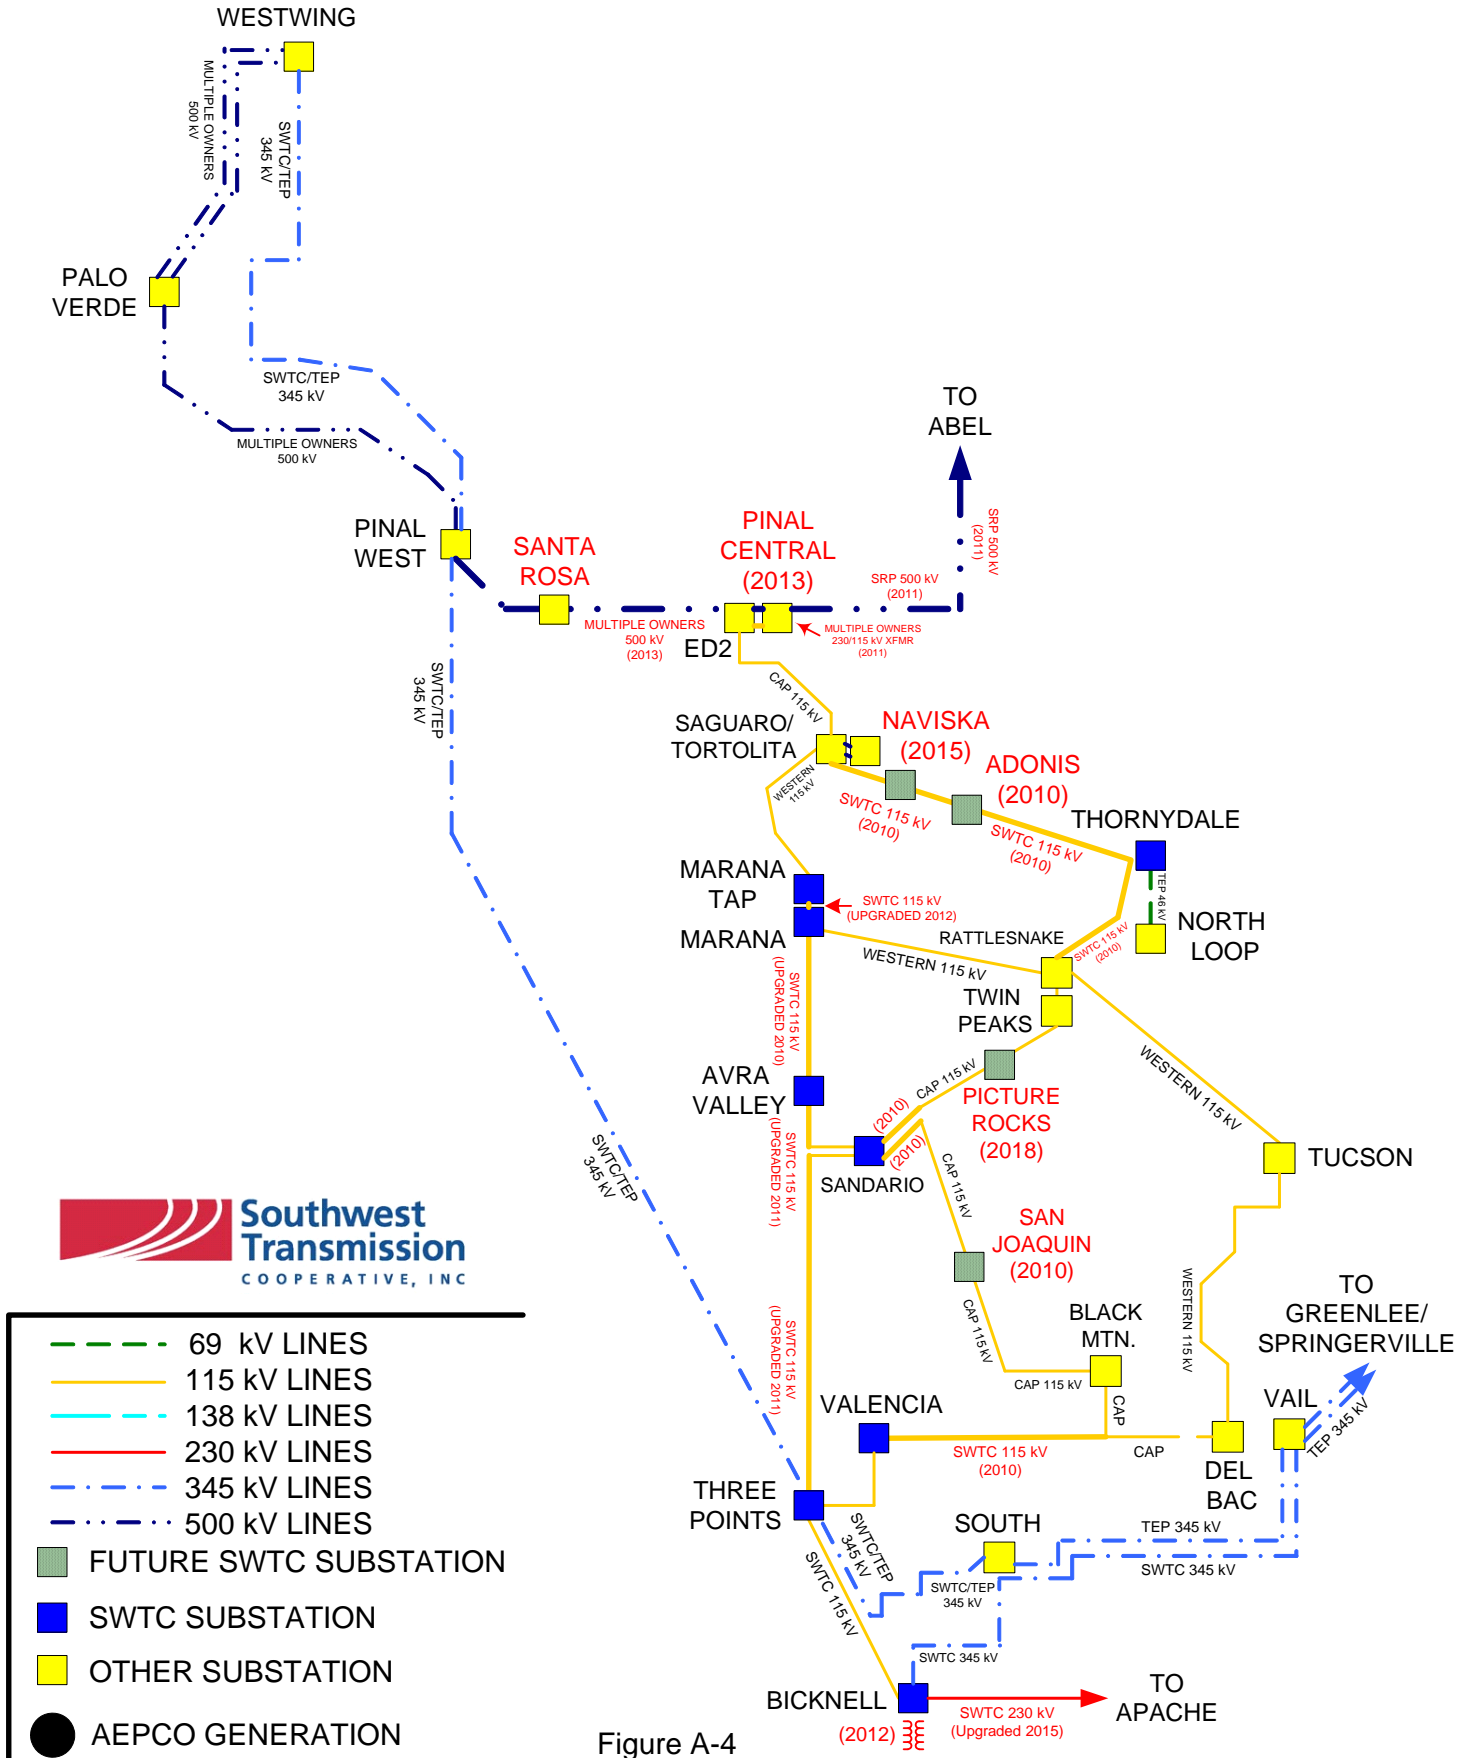 WESTWING
MULTIPLE OWNERS
500 kV
SWTC/TEP
345 kV
PALO
VERDE
SWTC/TEP
345 kV
MULTIPLE OWNERS
500 kV
TO
ABEL
SRP 500 kV
(2011)
PINAL
WEST
SANTA
ROSA
PINAL
CENTRAL
(2013)
SRP 500 kV
(2011)
MULTIPLE OWNERS
500 kV
(2013)
ED2
MULTIPLE OWNERS
230/115 kV XFMR
(2011)
SWTC/TEP
345 kV
CAP 115 kV
SAGUARO/
TORTOLITA
NAVISKA
(2015)
ADONIS
(2010)
WESTERN
115 kV
SWTC 115 kV
(2010)
SWTC 115 kV
(2010)
THORNYDALE
TEP 46 kV
MARANA
TAP
SWTC 115 kV
(UPGRADED 2012)
MARANA
RATTLESNAKE
SWTC 115 kV
(2010)
NORTH
LOOP
WESTERN 115 kV
SWTC 115 kV
(UPGRADED 2010)
TWIN
PEAKS
WESTERN 115 kV
AVRA
VALLEY
CAP 115 kV
PICTURE
ROCKS
(2018)
(2010)
(2010)
SWTC 115 kV
(UPGRADED 2011)
SANDARIO
CAP 115 kV
TUCSON
SWTC/TEP
345 kV
Southwest
Transmission
COOPERATIVE, INC
SAN
JOAQUIN
(2010)
WESTERN 115 kV
TO
GREENLEE/
SPRINGERVILLE
SWTC 115 kV
(UPGRADED 2011)
CAP 115 kV
BLACK
MTN.
CAP 115 kV
CAP
VALENCIA
VAIL
TEP 345 kV
SWTC 115 kV
(2010)
CAP
DEL
BAC
THREE
POINTS
SWTC/TEP
345 kV
SOUTH
TEP 345 kV
SWTC 345 kV
SWTC/TEP
345 kV
SWTC 115 kV
SWTC 345 kV
BICKNELL
(2012)
SWTC 230 kV
(Upgraded 2015)
TO
APACHE
69 kV LINES
115 kV LINES
138 kV LINES
230 kV LINES
345 kV LINES
500 kV LINES
FUTURE SWTC SUBSTATION
SWTC SUBSTATION
OTHER SUBSTATION
AEPCO GENERATION
Figure A-4